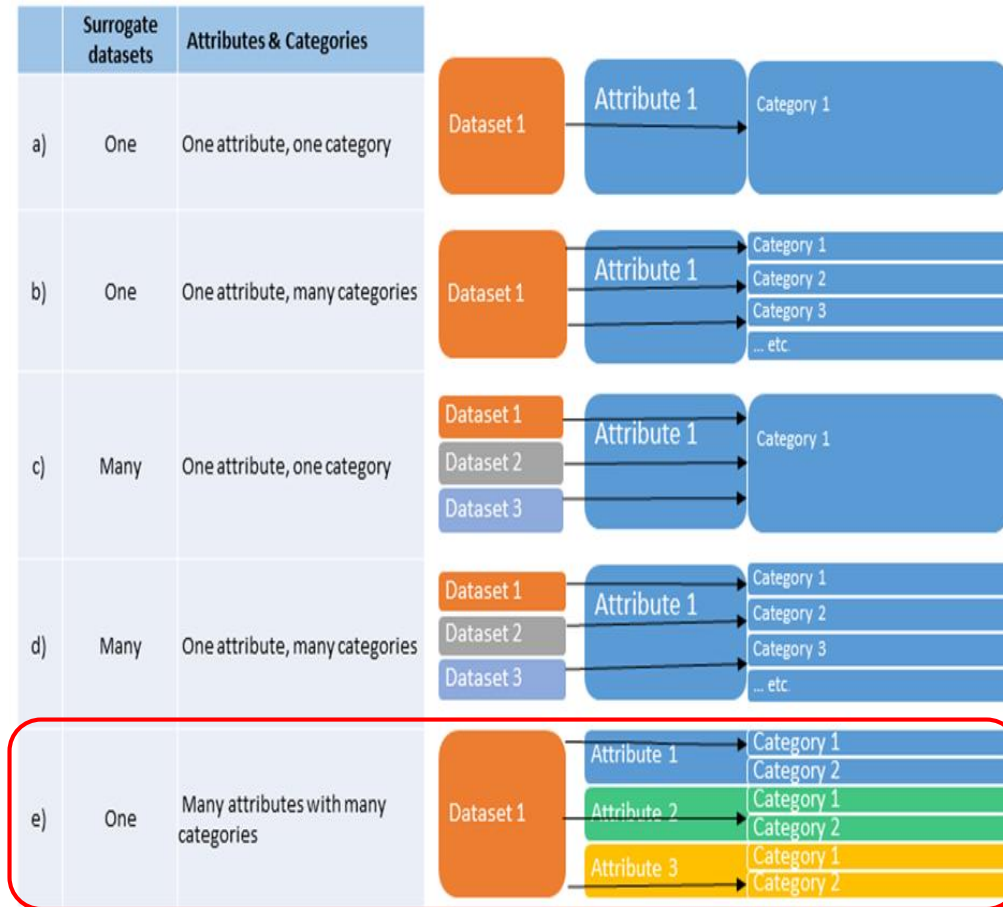 Surrogate
datasets
Attributes & Categories
a)
One
One attribute, one category
Dataset 1
Attribute 1
Category 1
b)
One
One attribute, many categories
Dataset 1
Attribute 1
Category 1
Category 2
Category 3
... etc.
c)
Many
One attribute, one category
Dataset 1
Dataset 2
Dataset 3
Attribute 1
Category 1
d)
Many
One attribute, many categories
Dataset 1
Dataset 2
Dataset 3
Attribute 1
Category 1
Category 2
Category 3
... etc.
e)
One
Many attributes with many
categories
Dataset 1
Attribute 1
Category 1
Category 2
Attribute 2
Category 1
Category 2
Attribute 3
Category 1
Category 2